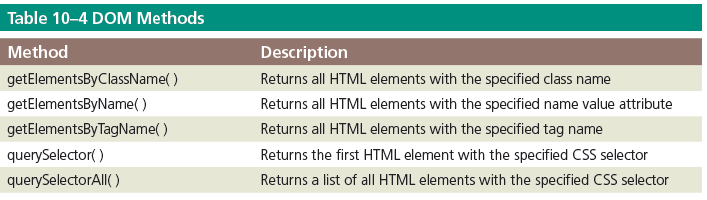 Table 10–4 DOM Methods
Method Description
getElementsByClassName( ) Returns all HTML elements with the specified class name
getElementsByName( ) Returns all HTML elements with the specified name value attribute
getElementsByTagName( ) Returns all HTML elements with the specified tag name
querySelector( ) Returns the first HTML element with the specified CSS selector
querySelectorAll( ) Returns a list of all HTML elements with the specified CSS selector